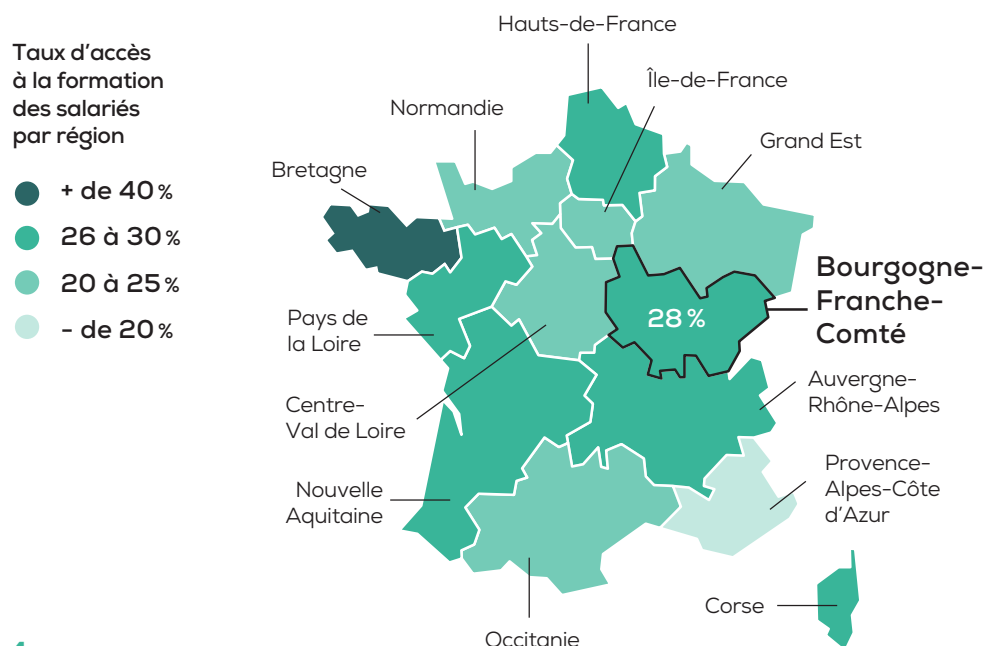 Taux d'accès
à la formation
des salariés
par région
+ de 40 %
26 à 30 %
20 à 25 %
- de 20 %
Hauts-de-France
Île-de-France
Normandie
Grand Est
Bretagne
Bourgogne-
Franche-
Comté
28 %
Pays de
la Loire
Auvergne-
Rhône-Alpes
Centre-
Val de Loire
Provence-
Alpes-Côte
d'Azur
Nouvelle
Aquitaine
Corse
Occitanie